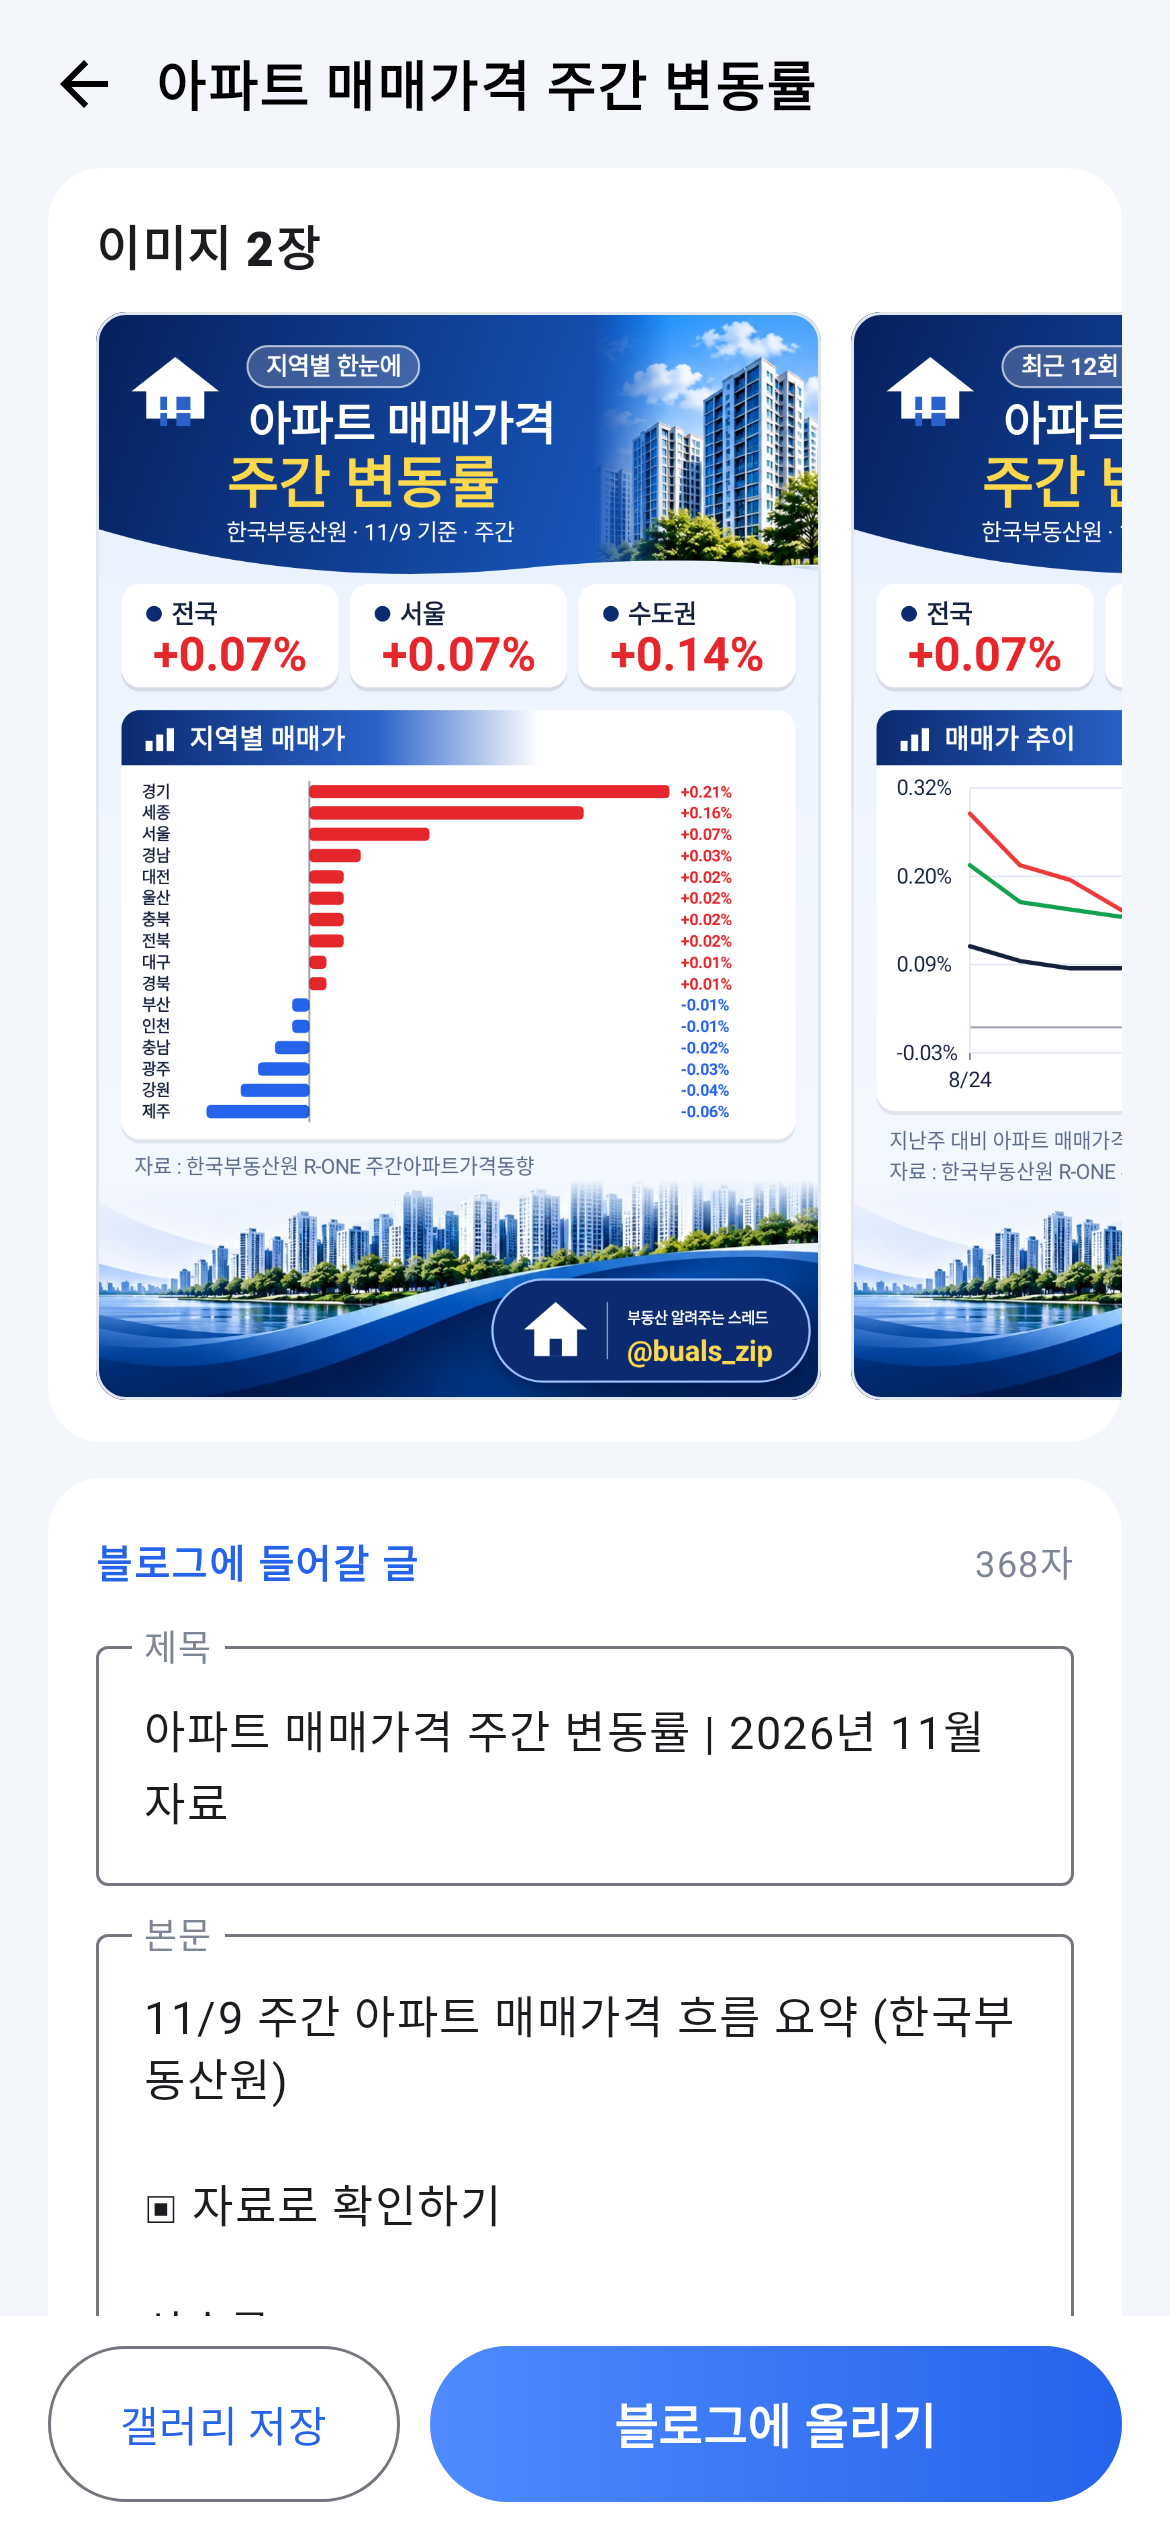 아파트 매매가격 주간 변동률
이미지 2장
지역별 한눈에
아파트 매매가격
주간 변동률
한국부동산원 · 11/9 기준 · 주간
전국
+0.07%
서울
+0.07%
수도권
+0.14%
지역별 매매가
경기 +0.21%
세종 +0.16%
서울 +0.07%
경남 +0.03%
대전 +0.02%
울산 +0.02%
충북 +0.02%
전북 +0.02%
대구 +0.01%
경북 +0.01%
부산 -0.01%
인천 -0.01%
충남 -0.02%
광주 -0.03%
강원 -0.04%
제주 -0.06%
자료 : 한국부동산원 R-ONE 주간아파트가격동향
부동산 알려주는 스레드
@buals_zip
최근 12회
아파트
주간
한국부동산원 ·
전국
+0.07%
매매가 추이
0.32%
0.20%
0.09%
-0.03%
8/24
지난주 대비 아파트 매매가격
자료 : 한국부동산원 R-ONE
블로그에 들어갈 글
368자
제목
아파트 매매가격 주간 변동률 | 2026년 11월
자료
본문
11/9 주간 아파트 매매가격 흐름 요약 (한국부
동산원)
▣ 자료로 확인하기
갤러리 저장
블로그에 올리기